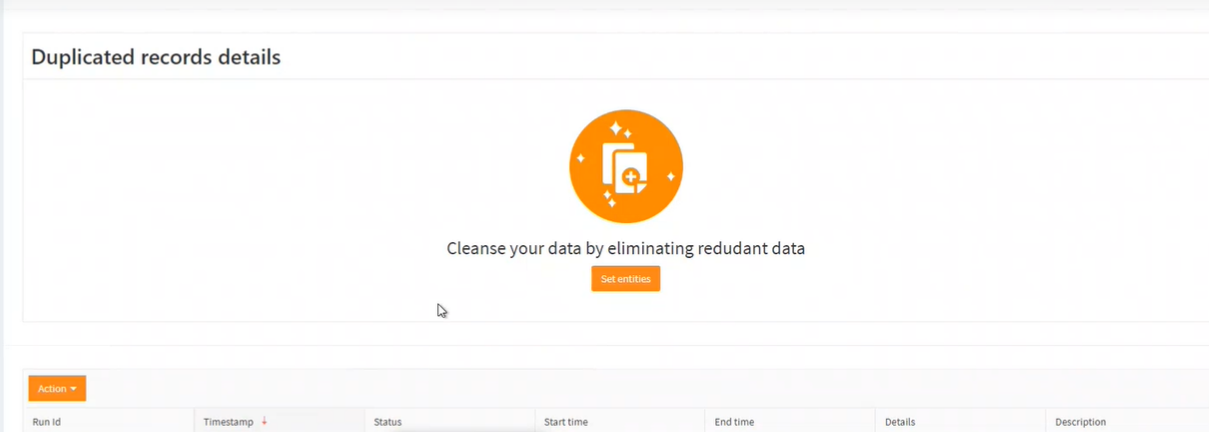 Duplicated records details
Cleanse your data by eliminating redudant data
Set entities
Action
Run Id Timestamp Status Start time End time Details Description